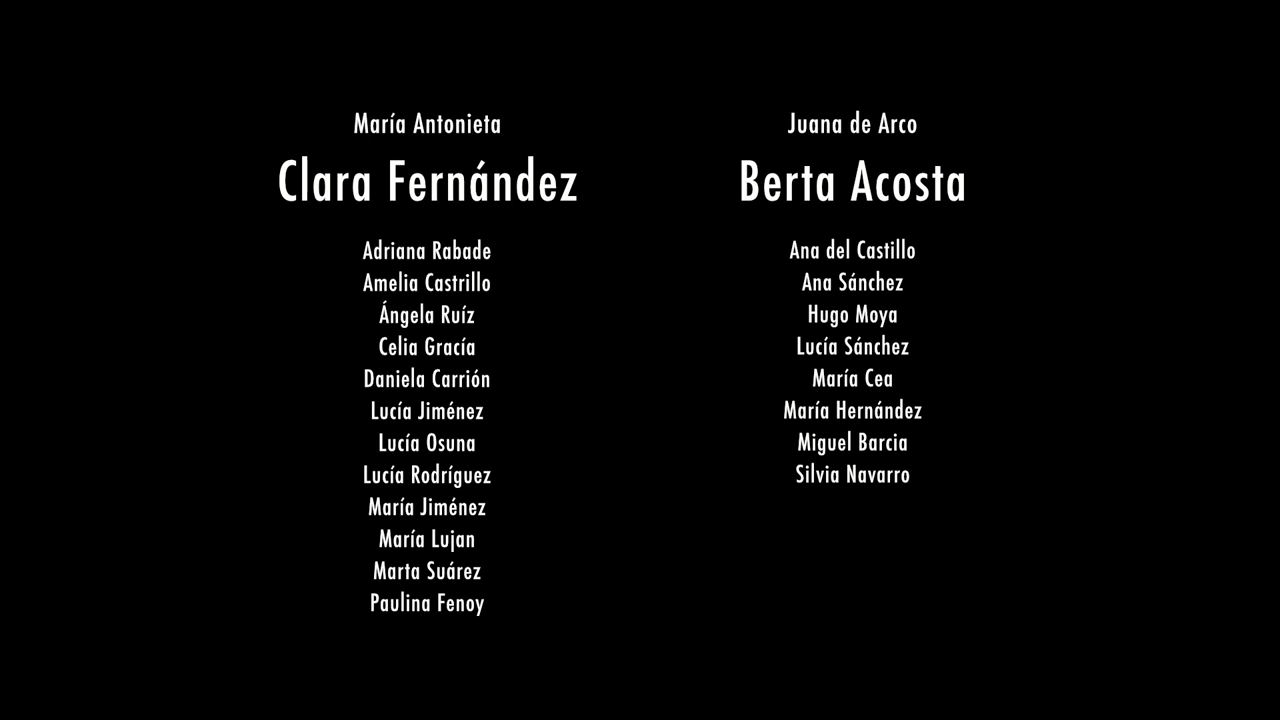 María Antonieta
Clara Fernández
Adriana Rabade
Amelia Castrillo
Ángela Ruíz
Celia Gracía
Daniela Carrión
Lucía Jiménez
Lucía Osuna
Lucía Rodríguez
María Jiménez
María Lujan
Marta Suárez
Paulina Fenoy
Juana de Arco
Berta Acosta
Ana del Castillo
Ana Sánchez
Hugo Moya
Lucía Sánchez
María Cea
María Hernández
Miguel Barcia
Silvia Navarro